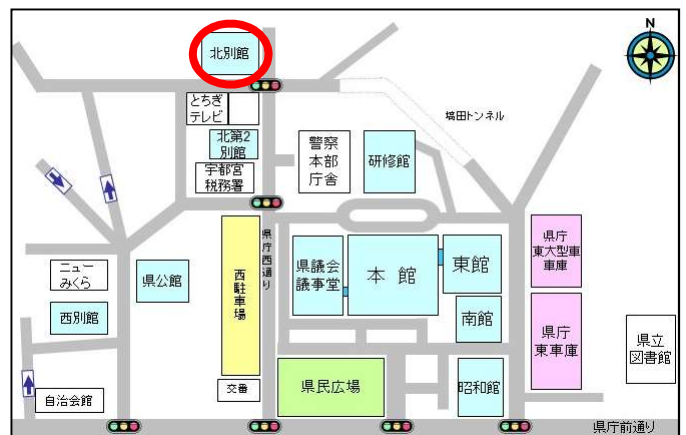 N
北別館
とちぎ
テレビ
北第2
別館
宇都宮
税務署
警察
本部
庁舎
研修館
塙田トンネル
県庁西通り
県庁
東大型車
車庫
ニュー
みくら
県公館
西駐車場
県議会
議事堂
本館
東館
西別館
南館
県庁
東車庫
県立
図書館
自治会館
交番
県民広場
昭和館
県庁前通り